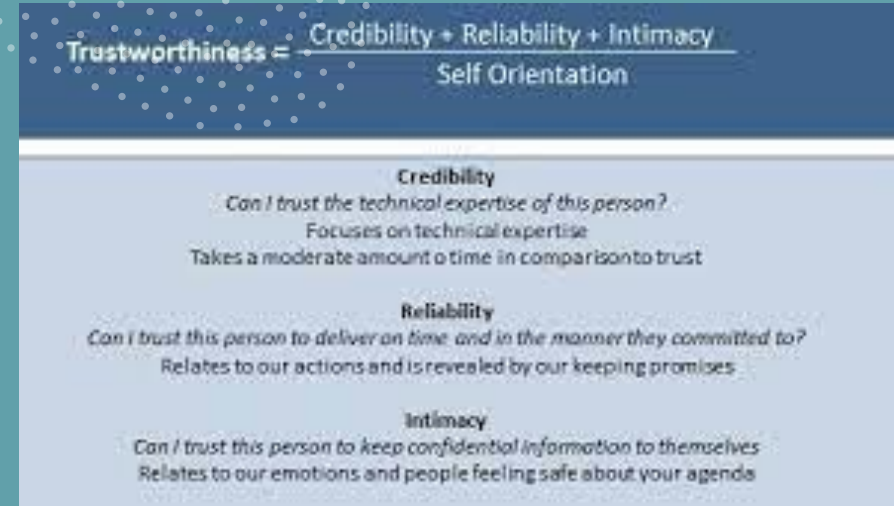 Trustworthiness = Credibility + Reliability + Intimacy
Self Orientation
Credibility
Can I trust the technical expertise of this person?
Focuses on technical expertise
Takes a moderate amount o time in comparisonto trust
Reliability
Can I trust this person to deliver on time and in the manner they committed to?
Relates to our actions and is revealed by our keeping promises
Intimacy
Can I trust this person to keep confidential information to themselves
Relates to our emotions and people feeling safe about your agenda